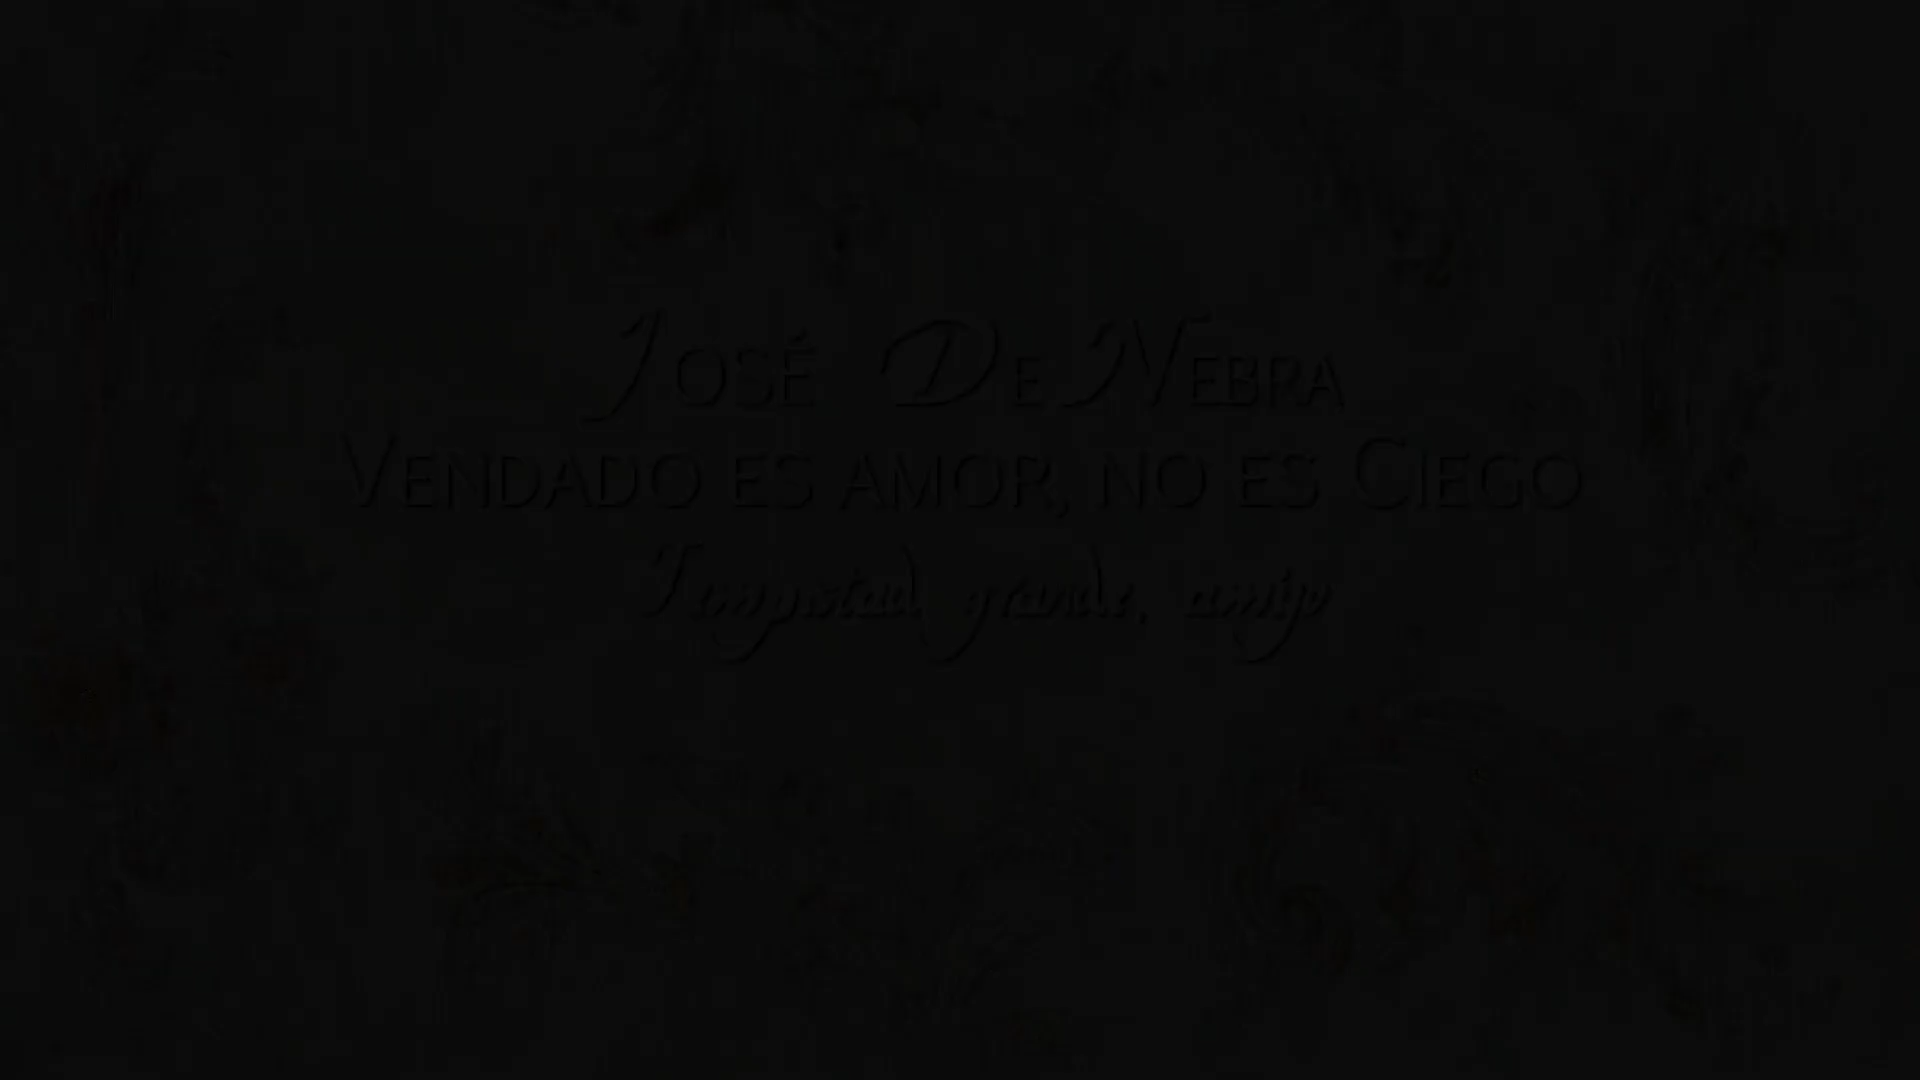 José De Nebra
Vendado es amor, no es Ciego
Tempestad grande, amigo